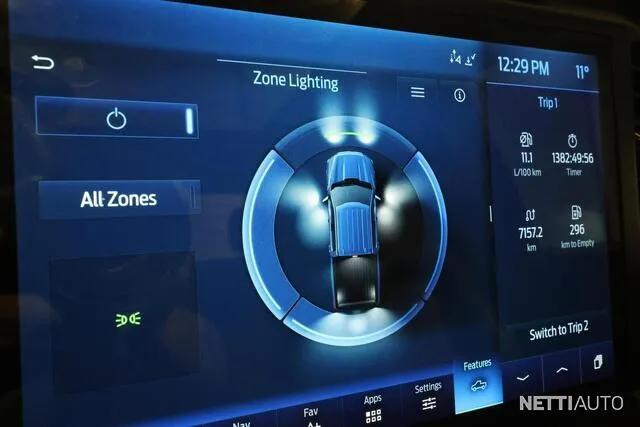 Zone Lighting
12:29 PM 11°
Trip 1
All Zones
11.1 1382:49:56
L/100 km Timer
7157.2 296
km km to Empty
Switch to Trip 2
Nav Fav Apps Settings Features
NETTIAUTO